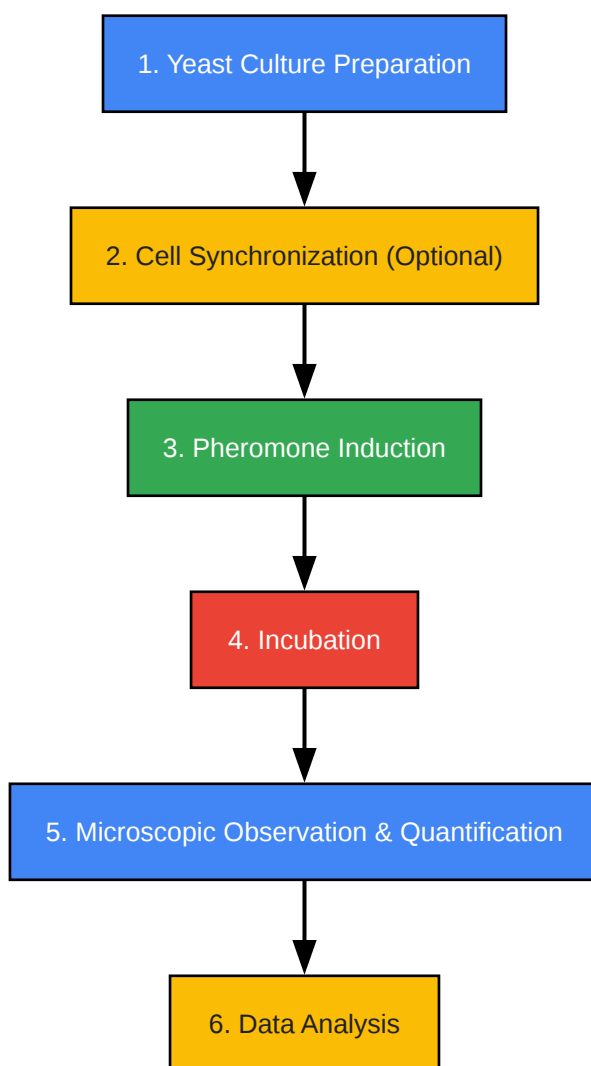 1. Yeast Culture Preparation
2. Cell Synchronization (Optional)
3. Pheromone Induction
4. Incubation
5. Microscopic Observation & Quantification
6. Data Analysis